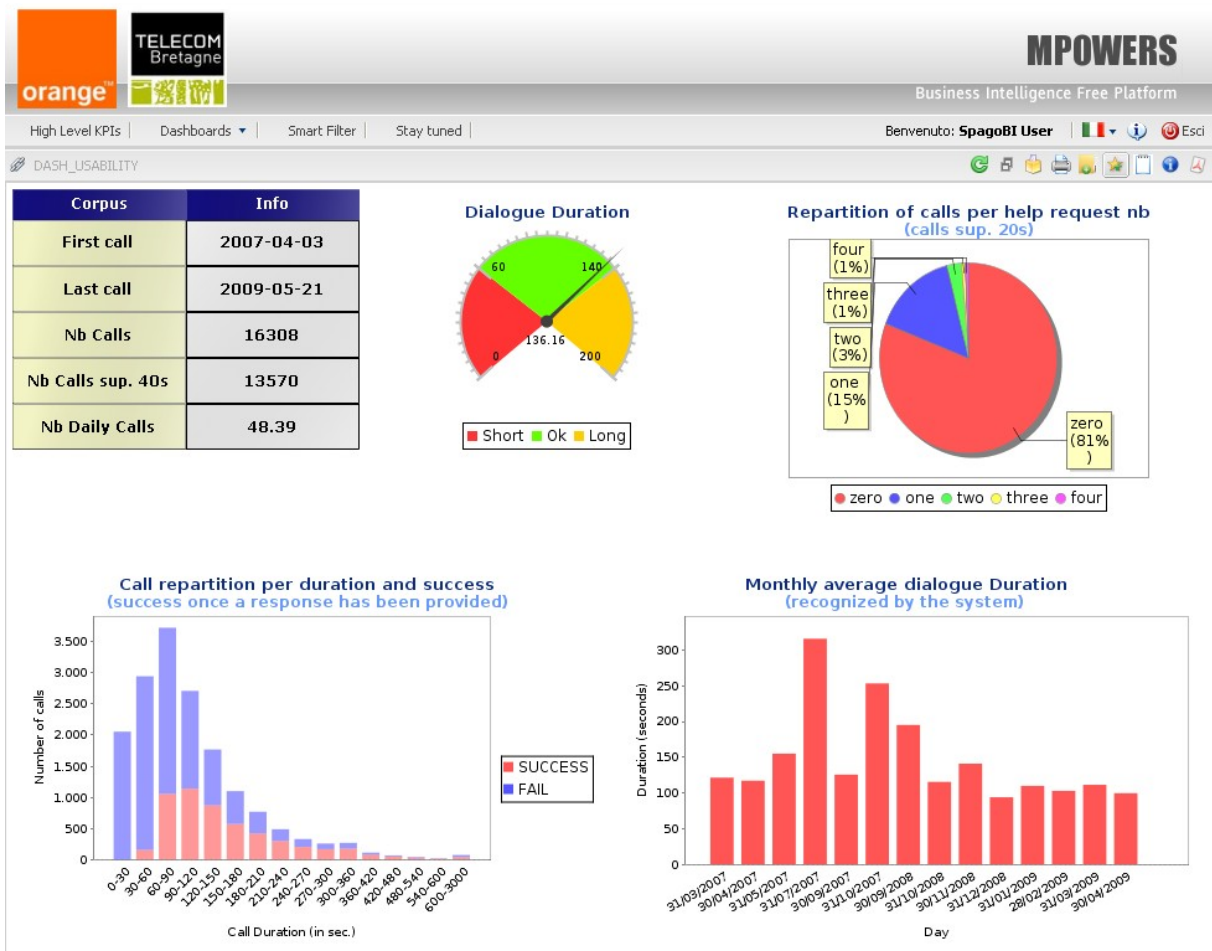 orange™
TELECOM
Bretagne
MPOWERS
Business Intelligence Free Platform
High Level KPIs | Dashboards | Smart Filter | Stay tuned |
Benvenuto: SpagoBI User
Esci
DASH_USABILITY
Corpus Info
First call 2007-04-03
Last call 2009-05-21
Nb Calls 16308
Nb Calls sup. 40s 13570
Nb Daily Calls 48.39
Dialogue Duration
60 140
136.16
0 200
Short Ok Long
Repartition of calls per help request nb
(calls sup. 20s)
four
(1%)
three
(1%)
two
(3%)
one
(15%
)
zero
(81%
)
zero one two three four
Call repartition per duration and success
(success once a response has been provided)
Number of calls
3.500
3.000
2.500
2.000
1.500
1.000
500
0
0-30 30-60 60-90 90-120 120-150 150-180 180-210 210-240 240-270 270-300 300-360 360-420 420-480 480-540 540-600 600-3000
Call Duration (in sec.)
SUCCESS
FAIL
Monthly average dialogue Duration
(recognized by the system)
Duration (seconds)
300
250
200
150
100
50
0
31/03/2007 30/04/2007 31/05/2007 31/07/2007 30/09/2007 31/10/2007 30/09/2008 31/10/2008 30/11/2008 31/12/2008 31/01/2009 28/02/2009 31/03/2009 30/04/2009
Day